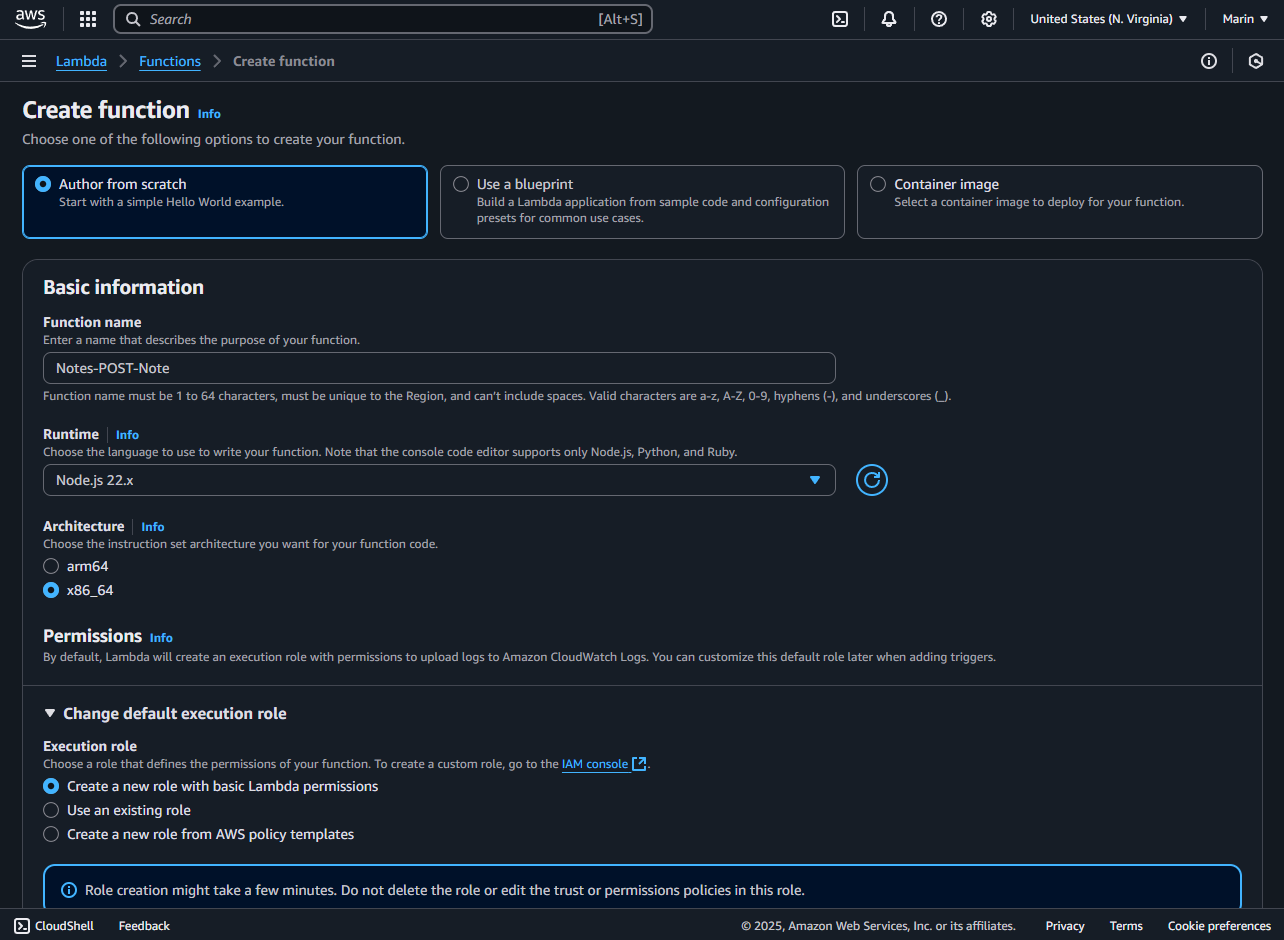 aws
Search [Alt+S]
United States (N. Virginia) Marin
Lambda Functions Create function
Create function Info
Choose one of the following options to create your function.
Author from scratch
Start with a simple Hello World example.
Use a blueprint
Build a Lambda application from sample code and configuration
presets for common use cases.
Container image
Select a container image to deploy for your function.
Basic information
Function name
Enter a name that describes the purpose of your function.
Notes-POST-Note
Function name must be 1 to 64 characters, must be unique to the Region, and can't include spaces. Valid characters are a-z, A-Z, 0-9, hyphens (-), and underscores (_).
Runtime Info
Choose the language to use to write your function. Note that the console code editor supports only Node.js, Python, and Ruby.
Node.js 22.x
Architecture Info
Choose the instruction set architecture you want for your function code.
arm64
x86_64
Permissions Info
By default, Lambda will create an execution role with permissions to upload logs to Amazon CloudWatch Logs. You can customize this default role later when adding triggers.
Change default execution role
Execution role
Choose a role that defines the permissions of your function. To create a custom role, go to the IAM console.
Create a new role with basic Lambda permissions
Use an existing role
Create a new role from AWS policy templates
Role creation might take a few minutes. Do not delete the role or edit the trust or permissions policies in this role.
CloudShell Feedback © 2025, Amazon Web Services, Inc. or its affiliates. Privacy Terms Cookie preferences